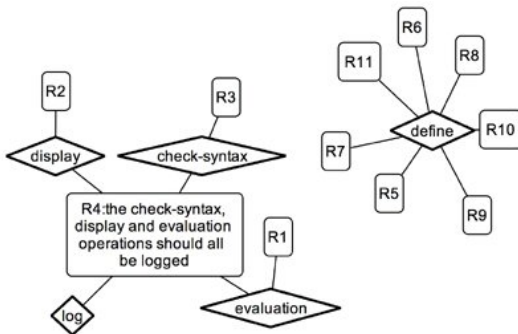 R6
R11
R8
R2
R3
define
R10
display
check-syntax
R7
R5
R9
R4:the check-syntax,
display and evaluation
operations should all
be logged
R1
log
evaluation